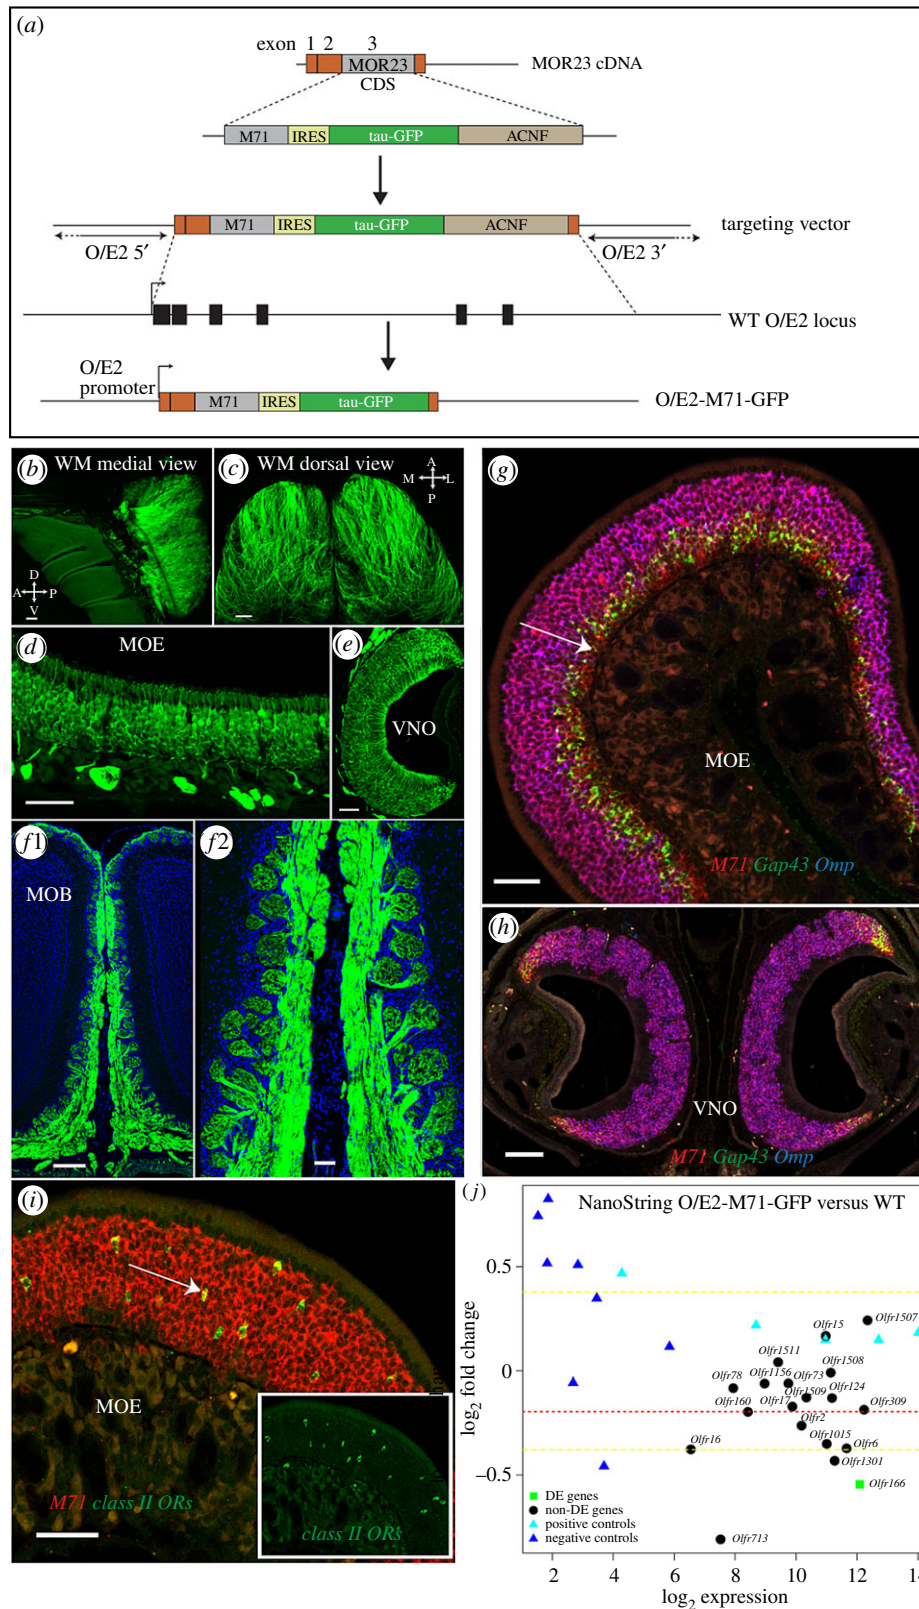 (a)
exon 1 2 3
MOR23
MOR23 cDNA
CDS
M71 IRES tau-GFP ACNF
M71 IRES tau-GFP ACNF
targeting vector
O/E2 5′
O/E2 3′
WT O/E2 locus
O/E2
promoter
M71 IRES tau-GFP
O/E2-M71-GFP
(b) WM medial view
D
A P
V
(c) WM dorsal view
A
M L
P
(d) MOE
(e)
VNO
(f1)
MOB
(f2)
(g)
MOE
M71 Gap43 Omp
(h)
VNO
M71 Gap43 Omp
(i)
MOE
M71 class II ORs
class II ORs
(j)
NanoString O/E2-M71-GFP versus WT
log2 fold change
0.5
0
−0.5
Olfr15
Olfr1507
Olfr1511
Olfr1508
Olfr78
Olfr1156
Olfr73
Olfr160
Olfr17
Olfr1509
Olfr124
Olfr309
Olfr2
Olfr16
Olfr1015
Olfr6
Olfr1301
Olfr166
Olfr713
DE genes
non-DE genes
positive controls
negative controls
2 4 6 8 10 12 14
log2 expression